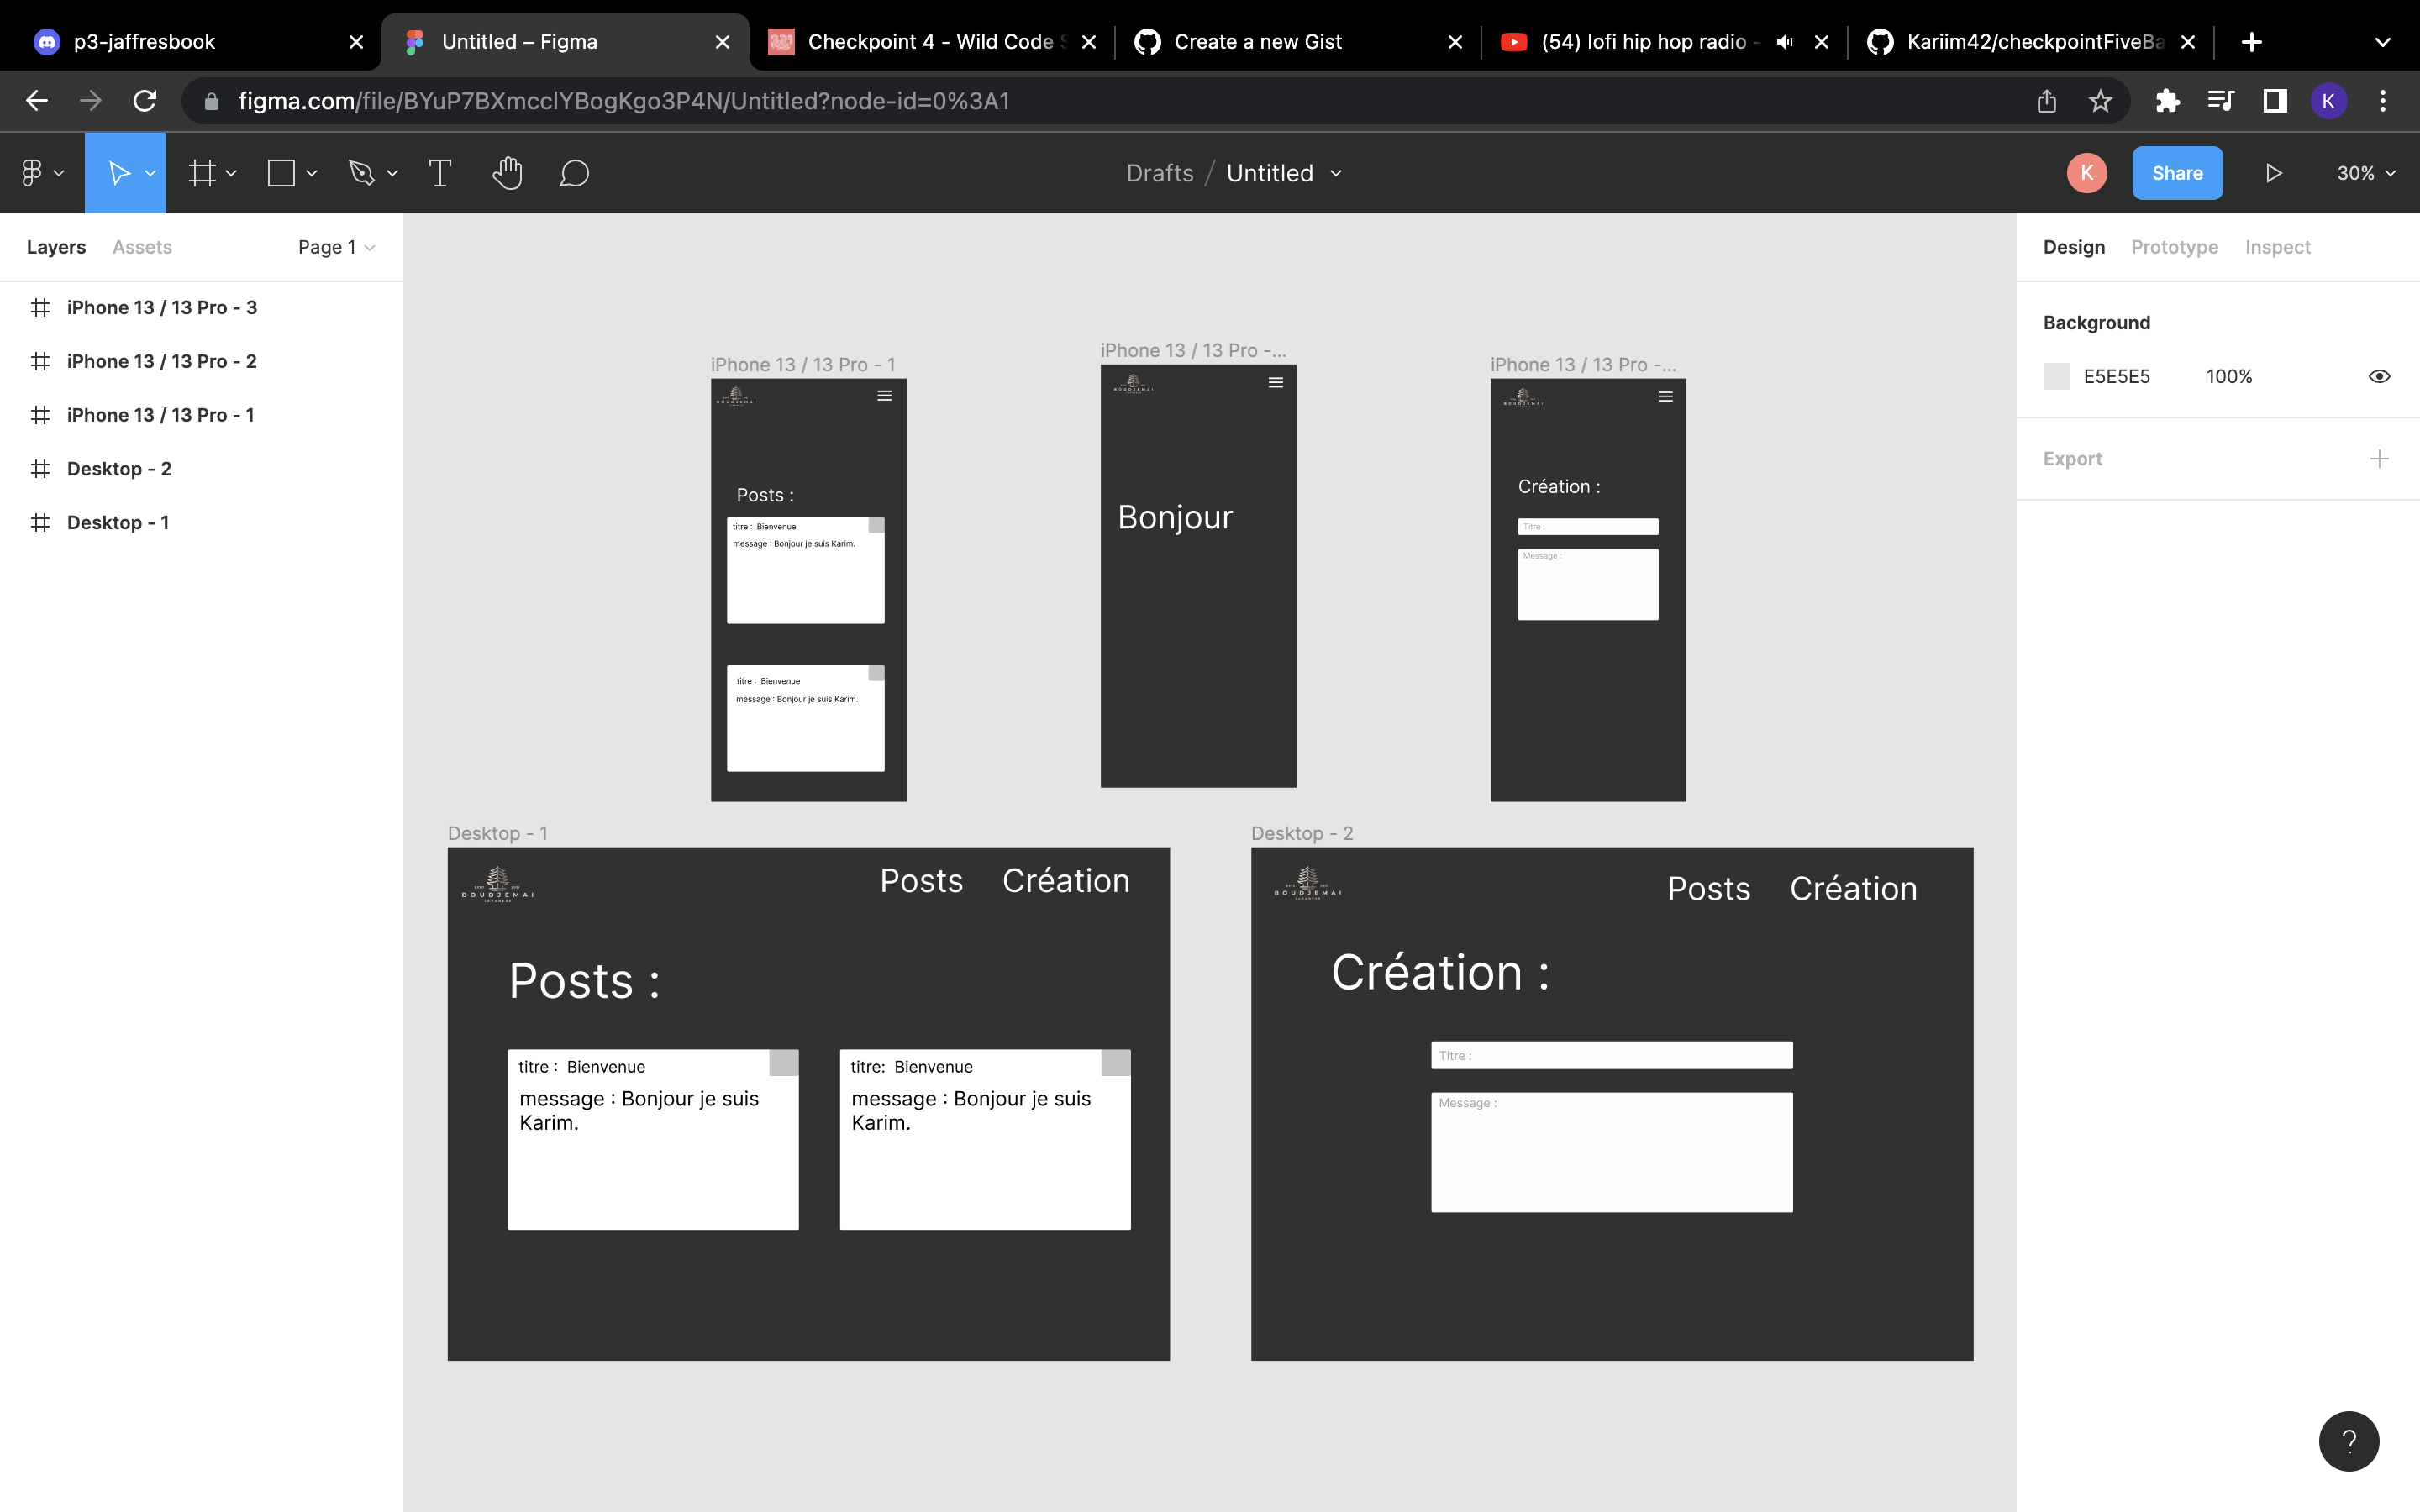 p3-jaffresbook
Untitled – Figma
Checkpoint 4 - Wild Code S
Create a new Gist
(54) lofi hip hop radio -
Kariim42/checkpointFiveBa
figma.com/file/BYuP7BXmcclYBogKgo3P4N/Untitled?node-id=0%3A1
K
Drafts / Untitled
K
Share
30%
Layers
Assets
Page 1
Design
Prototype
Inspect
iPhone 13 / 13 Pro - 3
iPhone 13 / 13 Pro - 2
iPhone 13 / 13 Pro - 1
Desktop - 2
Desktop - 1
Background
E5E5E5
100%
Export
iPhone 13 / 13 Pro - 1
BOUDJEMAI
Posts :
titre : Bienvenue
message : Bonjour je suis Karim.
titre : Bienvenue
message : Bonjour je suis Karim.
iPhone 13 / 13 Pro -...
BOUDJEMAI
Bonjour
iPhone 13 / 13 Pro -...
BOUDJEMAI
Création :
Titre :
Message :
Desktop - 1
BOUDJEMAI
Posts
Création
Posts :
titre : Bienvenue
message : Bonjour je suis
Karim.
titre: Bienvenue
message : Bonjour je suis
Karim.
Desktop - 2
BOUDJEMAI
Posts
Création
Création :
Titre :
Message :
?